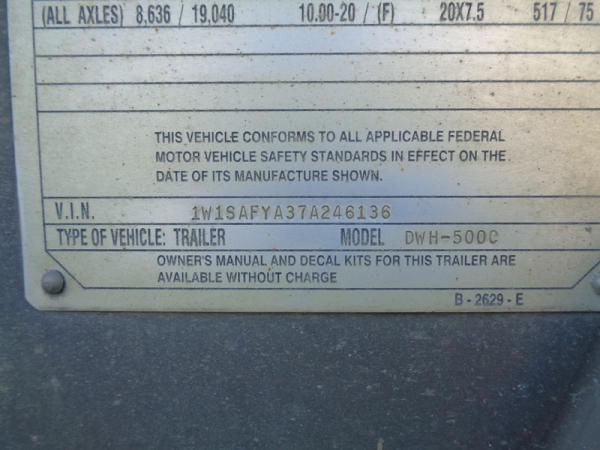 (ALL AXLES) 8,636 / 19,040 10.00-20 / (F) 20X7.5 517 / 75
THIS VEHICLE CONFORMS TO ALL APPLICABLE FEDERAL
MOTOR VEHICLE SAFETY STANDARDS IN EFFECT ON THE
DATE OF ITS MANUFACTURE SHOWN.
V.I.N. 1W1SAFYA37A246136
TYPE OF VEHICLE: TRAILER MODEL DWH-500C
OWNER'S MANUAL AND DECAL KITS FOR THIS TRAILER ARE
AVAILABLE WITHOUT CHARGE
B - 2629 - E